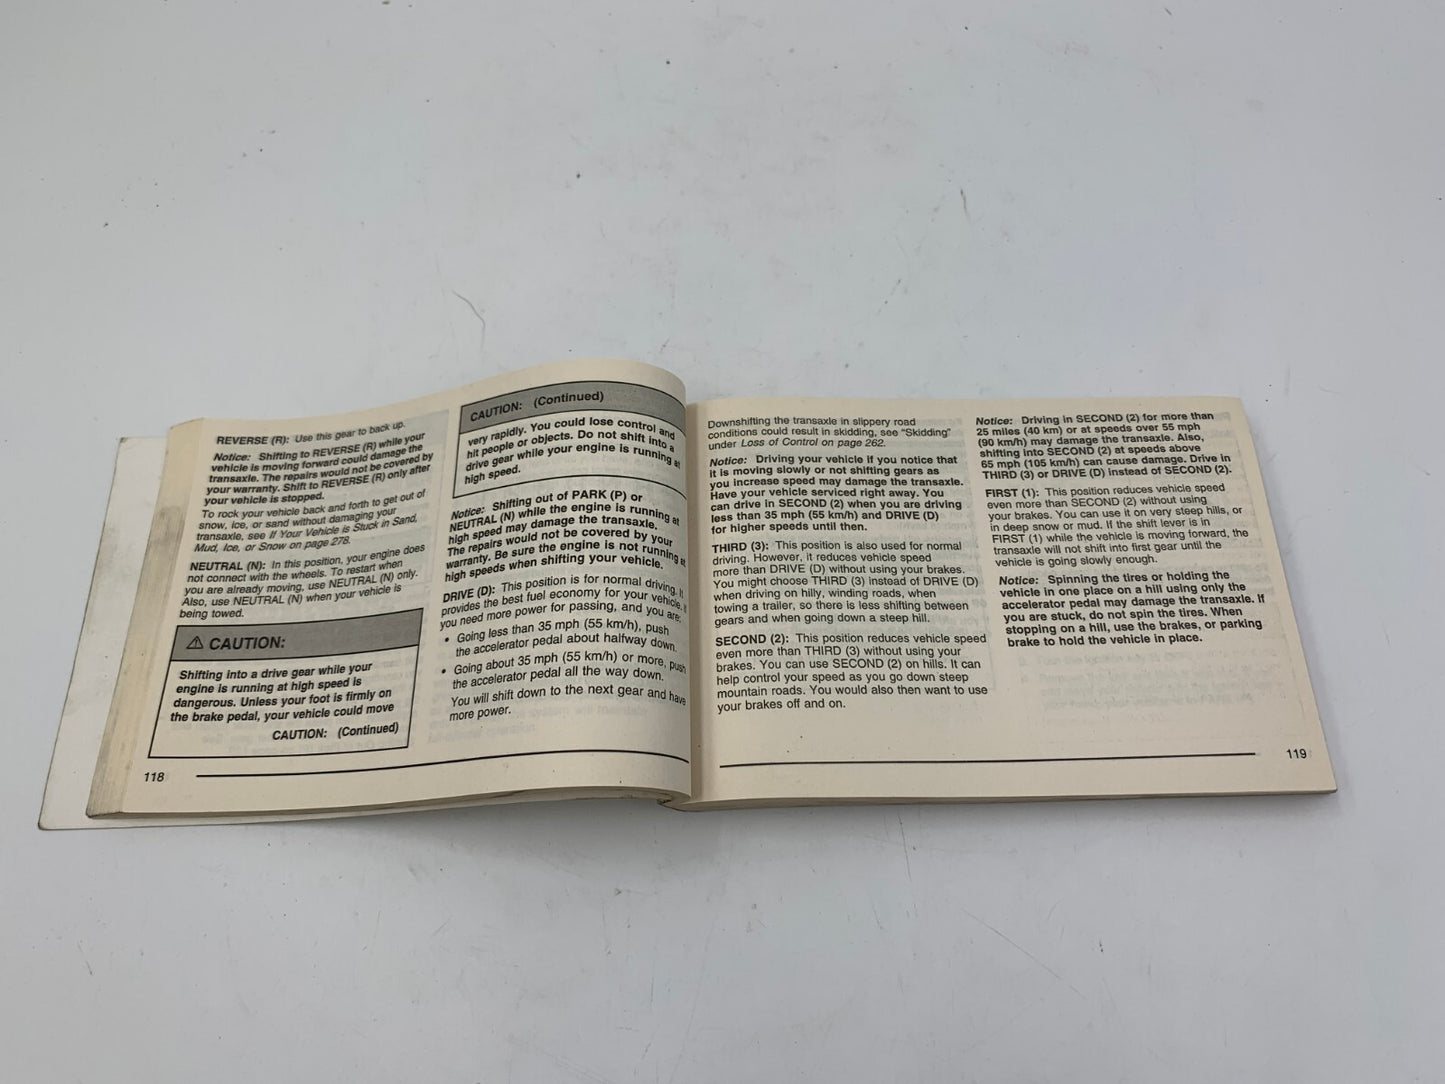 REVERSE (R): Use this gear to back up.
Notice: Shifting to REVERSE (R) while your
vehicle is moving forward could damage the
transaxle. The repairs would not be covered by
your warranty. Shift to REVERSE (R) only after
your vehicle is stopped.
To rock your vehicle back and forth to get out of
snow, ice, or sand without damaging your
transaxle, see If Your Vehicle is Stuck in Sand,
Mud, Ice, or Snow on page 278.
NEUTRAL (N): In this position, your engine does
not connect with the wheels. To restart when
you are already moving, use NEUTRAL (N) only.
Also, use NEUTRAL (N) when your vehicle is
being towed.
⚠ CAUTION:
Shifting into a drive gear while your
engine is running at high speed is
dangerous. Unless your foot is firmly on
the brake pedal, your vehicle could move
CAUTION: (Continued)
118
CAUTION: (Continued)
very rapidly. You could lose control and
hit people or objects. Do not shift into a
drive gear while your engine is running at
high speed.
Notice: Shifting out of PARK (P) or
NEUTRAL (N) while the engine is running at
high speed may damage the transaxle.
The repairs would not be covered by your
warranty. Be sure the engine is not running at
high speeds when shifting your vehicle.
DRIVE (D): This position is for normal driving. It
provides the best fuel economy for your vehicle. If
you need more power for passing, and you are:
• Going less than 35 mph (55 km/h), push
the accelerator pedal about halfway down.
• Going about 35 mph (55 km/h) or more, push
the accelerator pedal all the way down.
You will shift down to the next gear and have
more power.
Downshifting the transaxle in slippery road
conditions could result in skidding, see "Skidding"
under Loss of Control on page 262.
Notice: Driving your vehicle if you notice that
it is moving slowly or not shifting gears as
you increase speed may damage the transaxle.
Have your vehicle serviced right away. You
can drive in SECOND (2) when you are driving
less than 35 mph (55 km/h) and DRIVE (D)
for higher speeds until then.
THIRD (3): This position is also used for normal
driving. However, it reduces vehicle speed
more than DRIVE (D) without using your brakes.
You might choose THIRD (3) instead of DRIVE (D)
when driving on hilly, winding roads, when
towing a trailer, so there is less shifting between
gears and when going down a steep hill.
SECOND (2): This position reduces vehicle speed
even more than THIRD (3) without using your
brakes. You can use SECOND (2) on hills. It can
help control your speed as you go down steep
mountain roads. You would also then want to use
your brakes off and on.
Notice: Driving in SECOND (2) for more than
25 miles (40 km) or at speeds over 55 mph
(90 km/h) may damage the transaxle. Also,
shifting into SECOND (2) at speeds above
65 mph (105 km/h) can cause damage. Drive in
THIRD (3) or DRIVE (D) instead of SECOND (2).
FIRST (1): This position reduces vehicle speed
even more than SECOND (2) without using
your brakes. You can use it on very steep hills, or
in deep snow or mud. If the shift lever is in
FIRST (1) while the vehicle is moving forward, the
transaxle will not shift into first gear until the
vehicle is going slowly enough.
Notice: Spinning the tires or holding the
vehicle in one place on a hill using only the
accelerator pedal may damage the transaxle. If
you are stuck, do not spin the tires. When
stopping on a hill, use the brakes, or parking
brake to hold the vehicle in place.
119